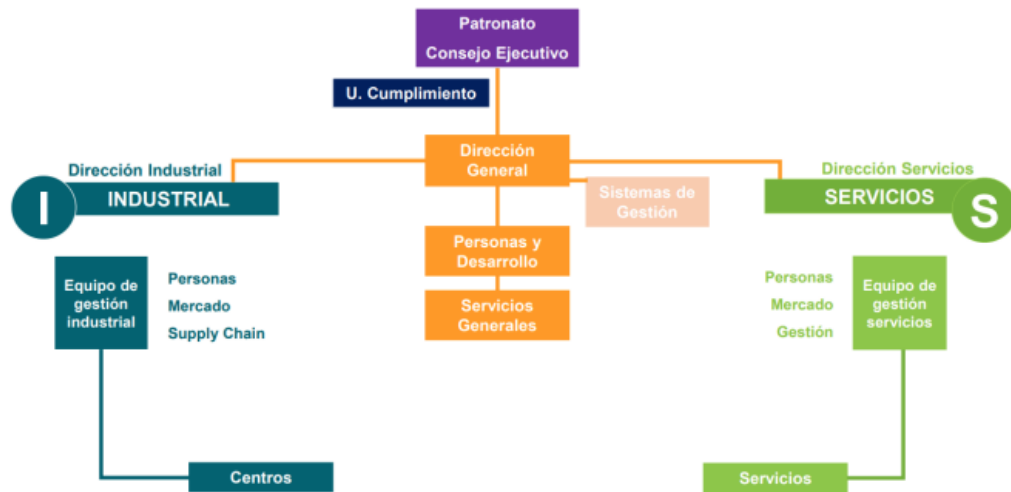 Patronato
Consejo Ejecutivo
U. Cumplimiento
Dirección
General
Dirección Industrial
I
INDUSTRIAL
Sistemas de
Gestión
Dirección Servicios
SERVICIOS
S
Personas y
Desarrollo
Servicios
Generales
Equipo de
gestión
industrial
Personas
Mercado
Supply Chain
Personas
Mercado
Gestión
Equipo de
gestión
servicios
Centros
Servicios